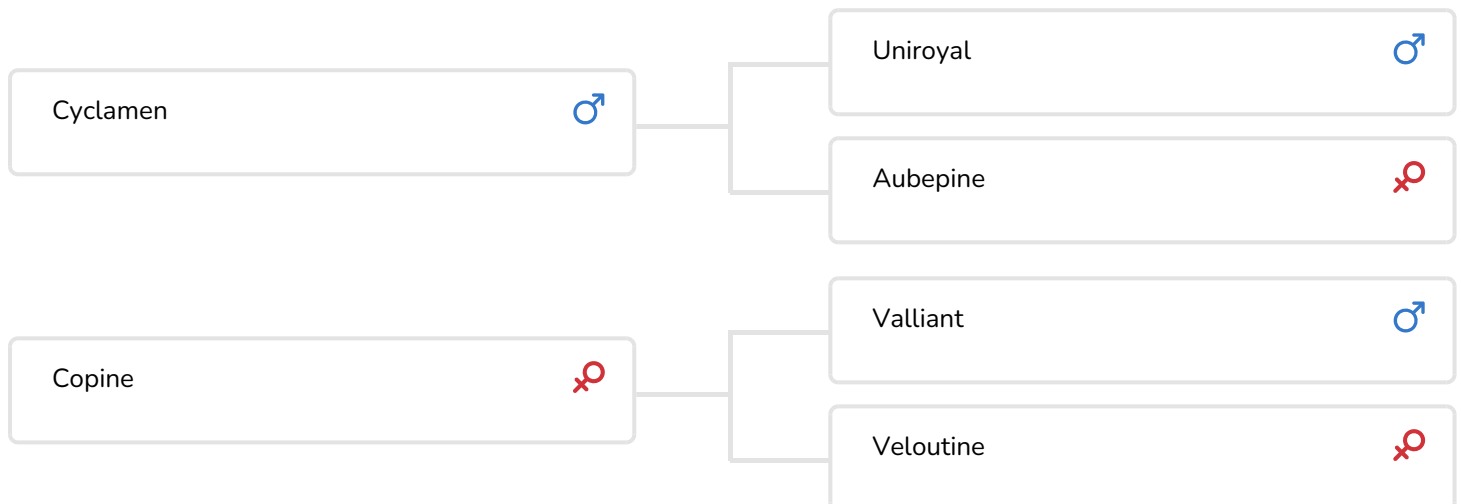 Uniroyal
Cyclamen
Aubepine
Valliant
Copine
Veloutine